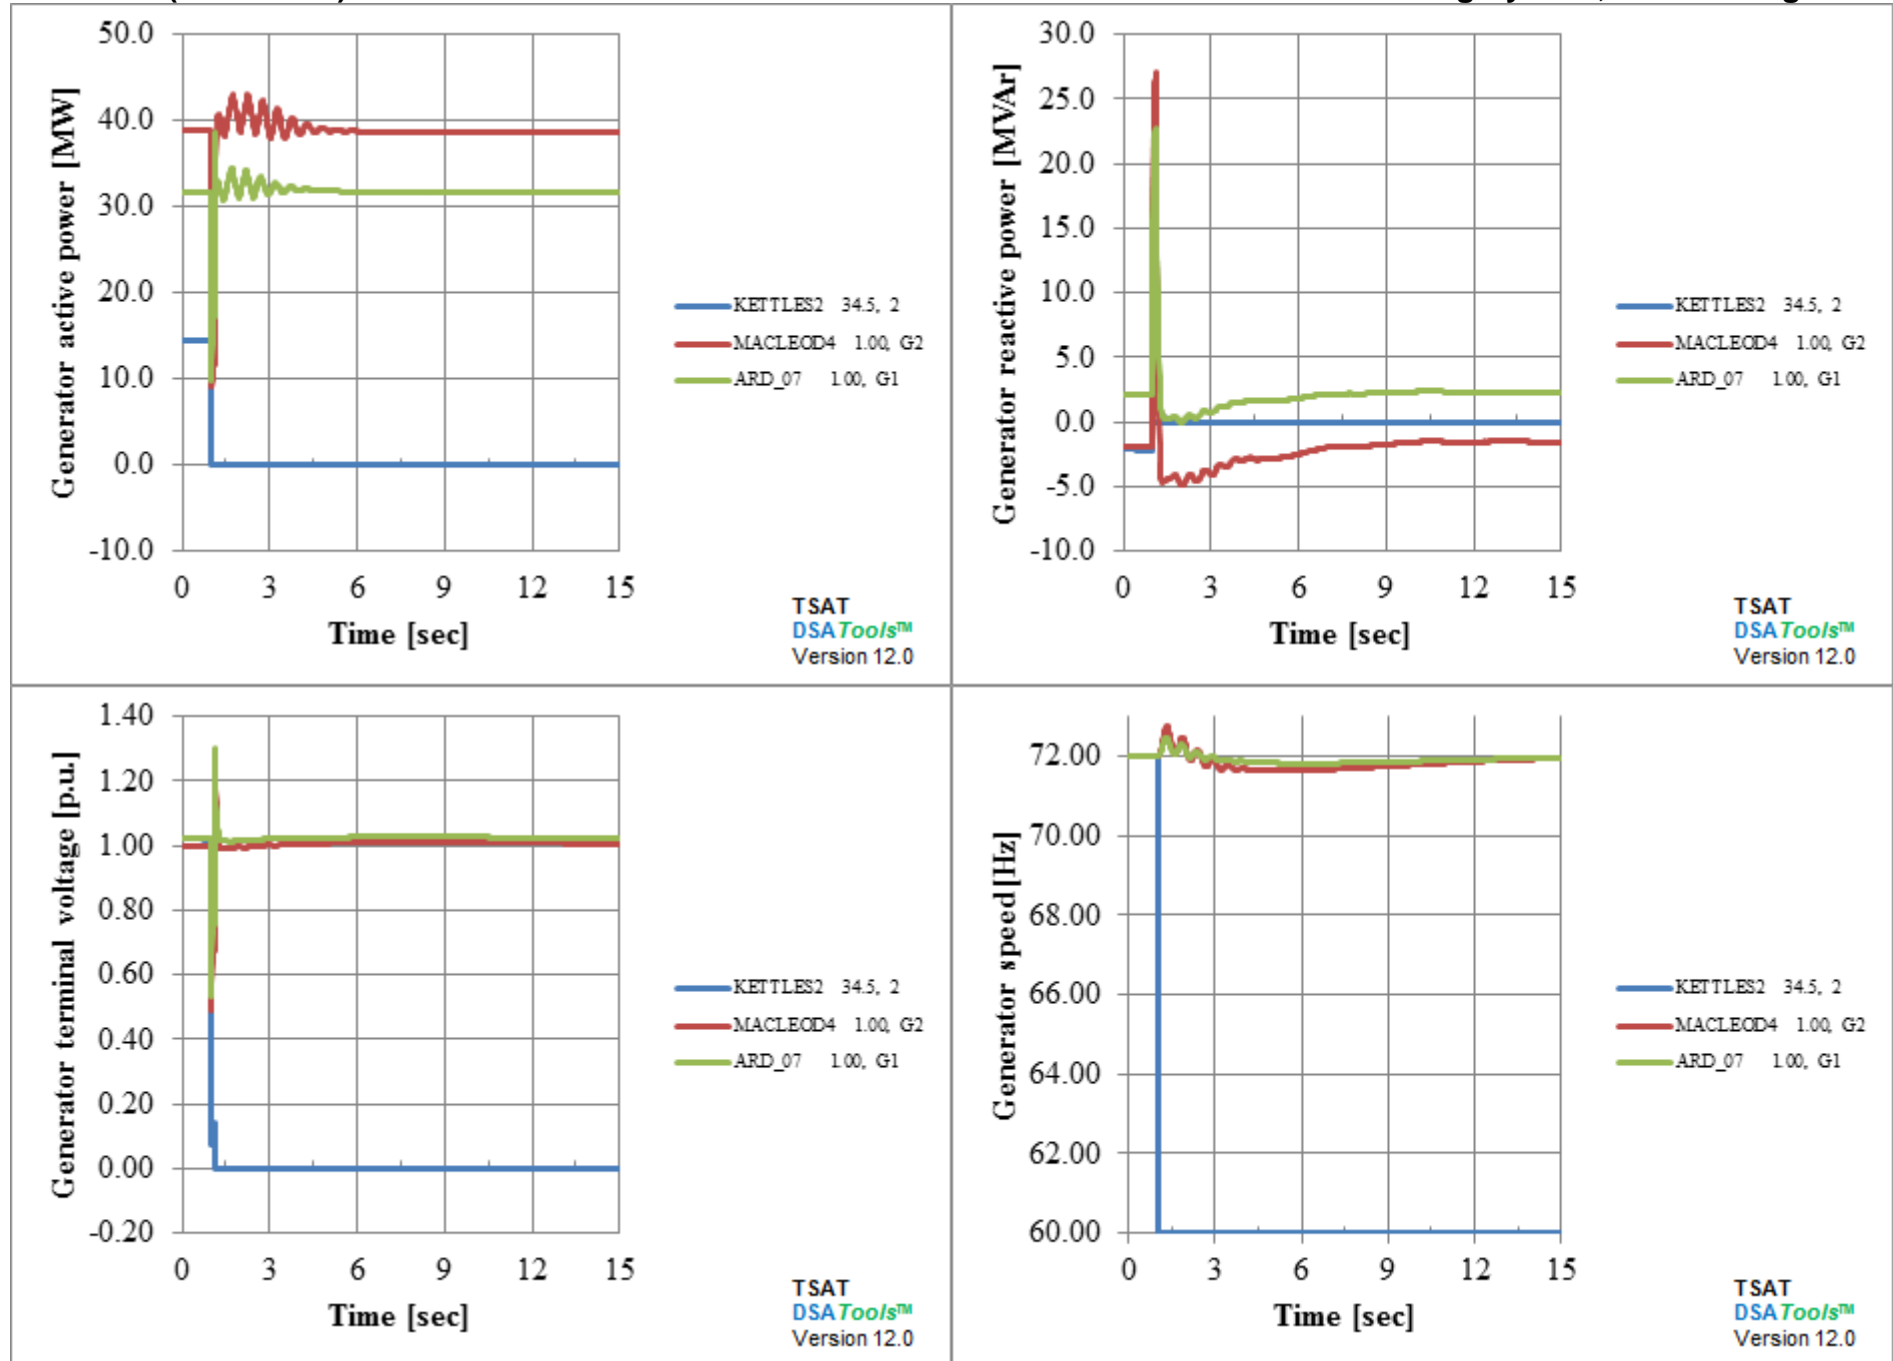 Generator active power [MW]
50.0
40.0
30.0
20.0
10.0
0.0
-10.0
0 3 6 9 12 15
Time [sec]
KETTLES2 34.5, 2
MACLEOD4 1.00, G2
ARD_07 1.00, G1
TSAT
DSATools™
Version 12.0
Generator reactive power [MVAr]
30.0
25.0
20.0
15.0
10.0
5.0
0.0
-5.0
-10.0
0 3 6 9 12 15
Time [sec]
KETTLES2 34.5, 2
MACLEOD4 1.00, G2
ARD_07 1.00, G1
TSAT
DSATools™
Version 12.0
Generator terminal voltage [p.u.]
1.40
1.20
1.00
0.80
0.60
0.40
0.20
0.00
-0.20
0 3 6 9 12 15
Time [sec]
KETTLES2 34.5, 2
MACLEOD4 1.00, G2
ARD_07 1.00, G1
TSAT
DSATools™
Version 12.0
Generator speed [Hz]
72.00
70.00
68.00
66.00
64.00
62.00
60.00
0 3 6 9 12 15
Time [sec]
KETTLES2 34.5, 2
MACLEOD4 1.00, G2
ARD_07 1.00, G1
TSAT
DSATools™
Version 12.0